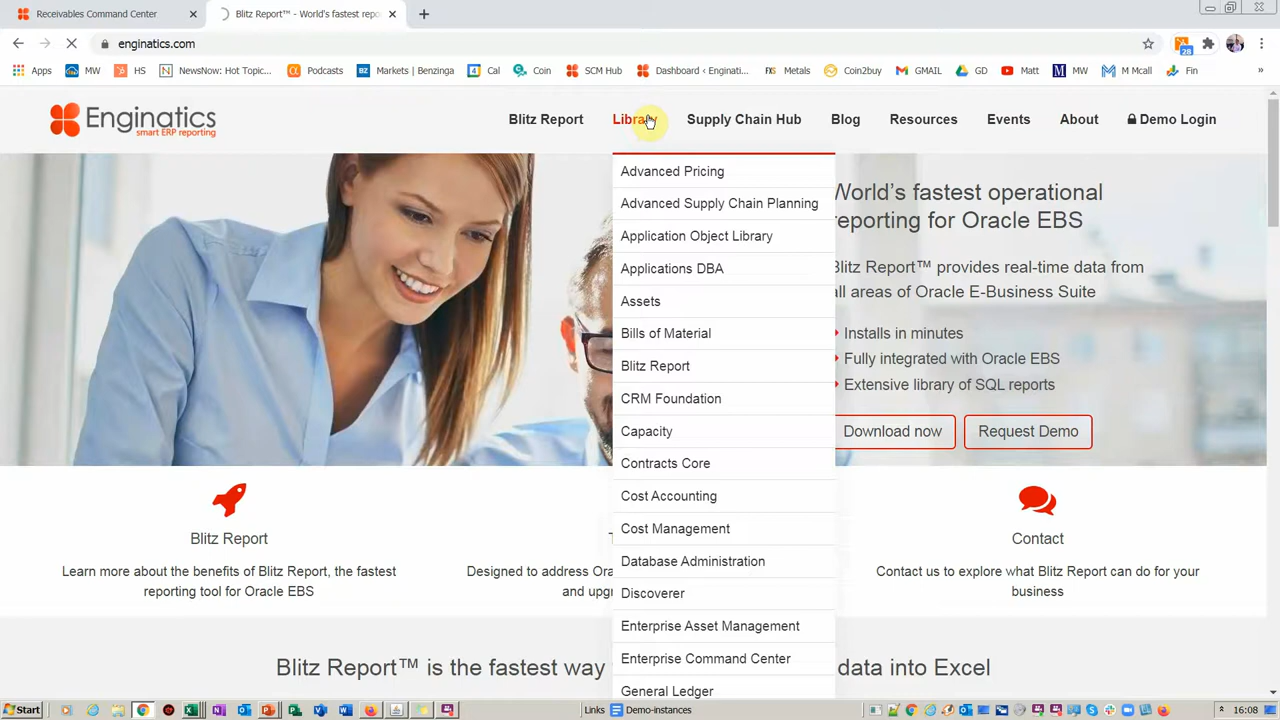 Receivables Command Center
Blitz Report™ - World's fastest repo
enginatics.com
28
Apps
MW
HS
NewsNow: Hot Topic...
Podcasts
Markets | Benzinga
Cal
Coin
SCM Hub
Dashboard ‹ Enginati...
Metals
Coin2buy
GMAIL
GD
Matt
MW
M Mcall
Fin
»
Enginatics
smart ERP reporting
Blitz Report
Library
Supply Chain Hub
Blog
Resources
Events
About
Demo Login
Advanced Pricing
Advanced Supply Chain Planning
Application Object Library
Applications DBA
Assets
Bills of Material
Blitz Report
CRM Foundation
Capacity
Contracts Core
Cost Accounting
Cost Management
Database Administration
Discoverer
Enterprise Asset Management
Enterprise Command Center
General Ledger
World's fastest operational
reporting for Oracle EBS
Blitz Report™ provides real-time data from
all areas of Oracle E-Business Suite
Installs in minutes
Fully integrated with Oracle EBS
Extensive library of SQL reports
Download now
Request Demo
Blitz Report
Learn more about the benefits of Blitz Report, the fastest
reporting tool for Oracle EBS
Designed to address Ora
and upg
Contact
Contact us to explore what Blitz Report can do for your
business
Blitz Report™ is the fastest way
data into Excel
Start
Links
Demo-instances
16:08